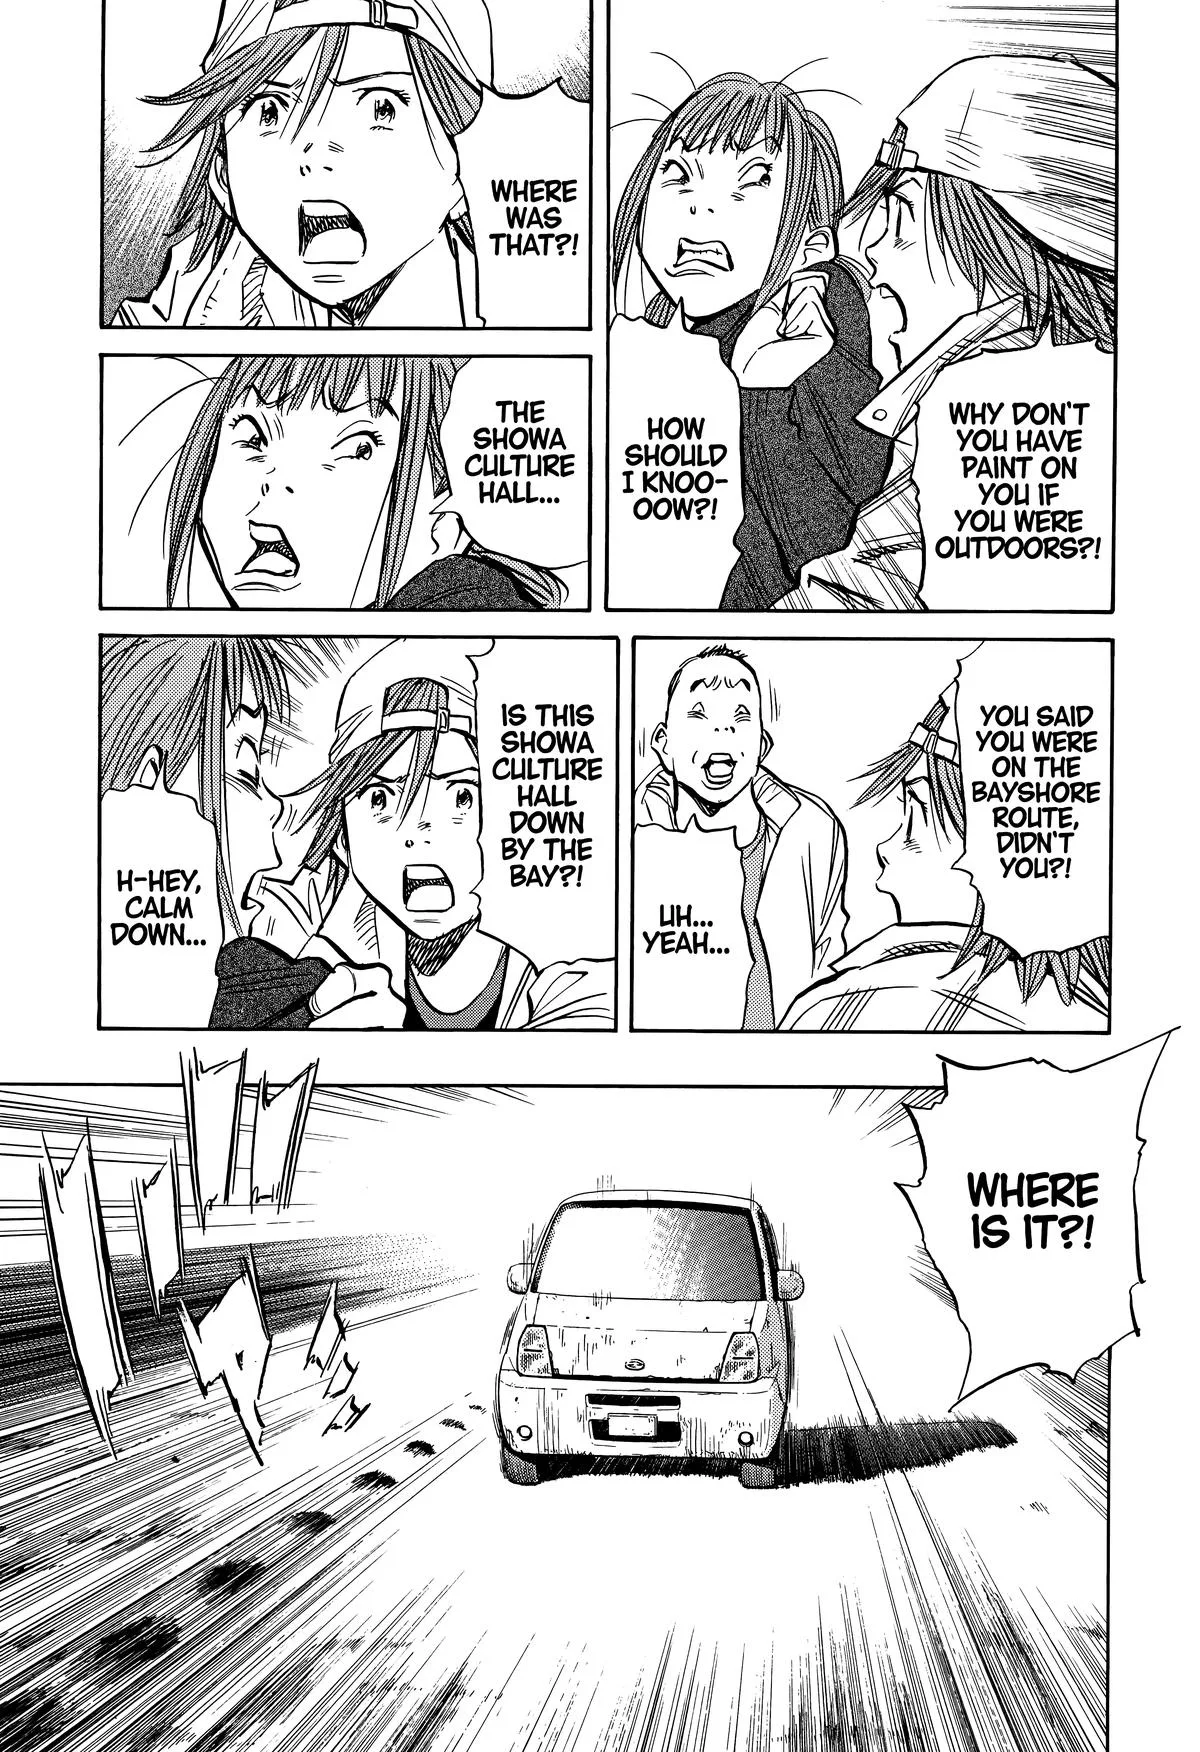 WHY DON'T
YOU HAVE
PAINT ON
YOU IF
YOU WERE
OUTDOORS?!
HOW
SHOULD
I KNOO-
OOW?!
WHERE
WAS
THAT?!
THE
SHOWA
CULTURE
HALL...
YOU SAID
YOU WERE
ON THE
BAYSHORE
ROUTE,
DIDN'T
YOU?!
UH...
YEAH...
IS THIS
SHOWA
CULTURE
HALL
DOWN
BY THE
BAY?!
H-HEY,
CALM
DOWN...
WHERE
IS IT?!